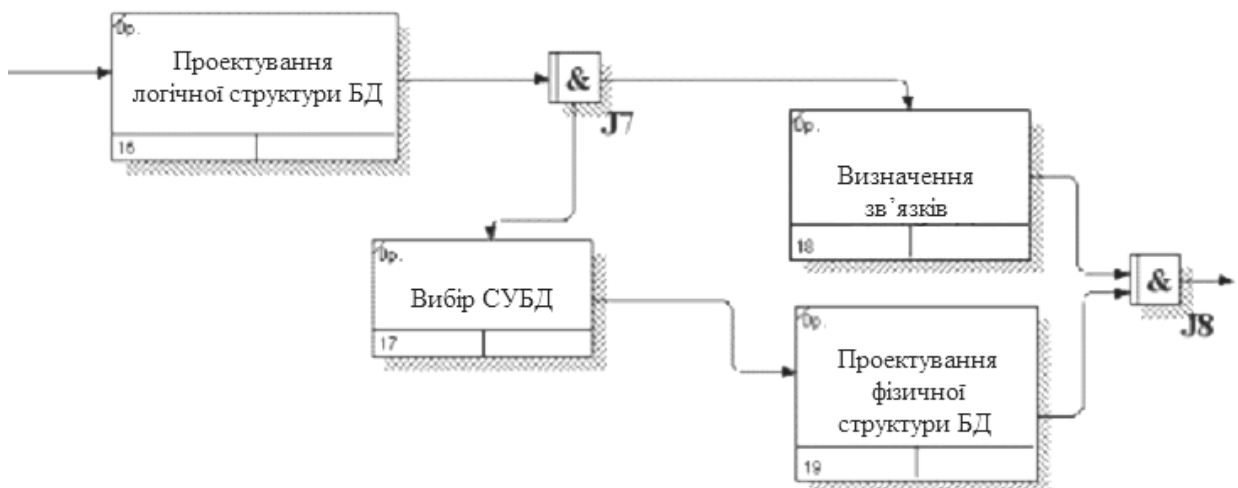 0р.
Проектування
логічної структури БД
16
&
J7
0р.
Визначення
зв’язків
18
0р.
Вибір СУБД
17
&
J8
0р.
Проектування
фізичної
структури БД
19